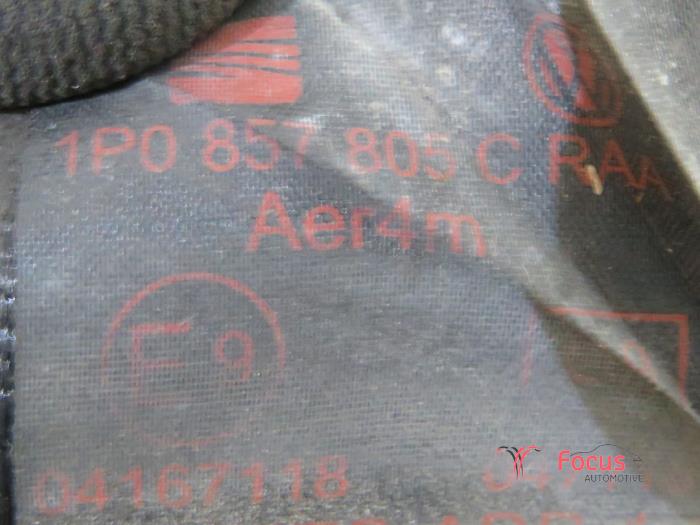 1P0 857 805 C RAA
Aer4m
E9
04167118
Focus
AUTOMOTIVE